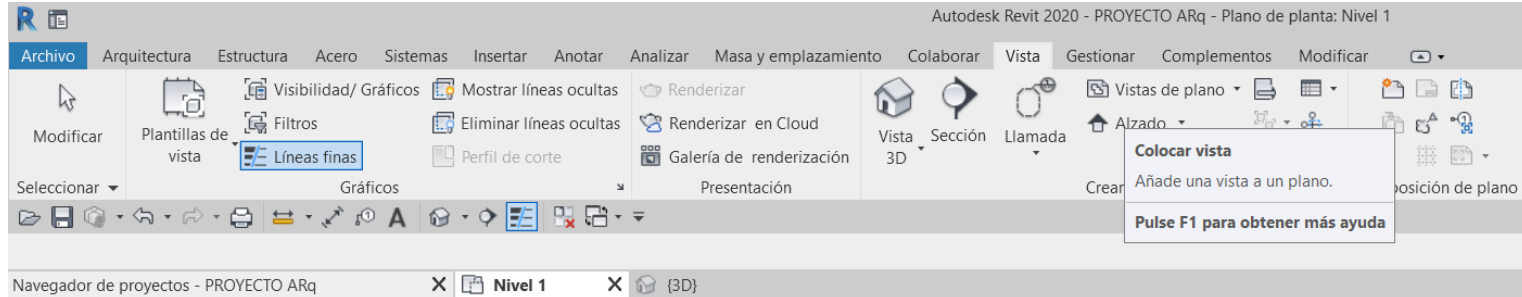 Autodesk Revit 2020 - PROYECTO ARq - Plano de planta: Nivel 1
Archivo Arquitectura Estructura Acero Sistemas Insertar Anotar Analizar Masa y emplazamiento Colaborar Vista Gestionar Complementos Modificar
Modificar
Plantillas de
vista
Visibilidad/ Gráficos
Filtros
Líneas finas
Mostrar líneas ocultas
Eliminar líneas ocultas
Perfil de corte
Renderizar
Renderizar en Cloud
Galería de renderización
Vista
3D
Sección
Llamada
Vistas de plano
Alzado
Colocar vista
Añade una vista a un plano.
Pulse F1 para obtener más ayuda
Seleccionar Gráficos Presentación Crear osición de plano
A
Navegador de proyectos - PROYECTO ARq X Nivel 1 X {3D}